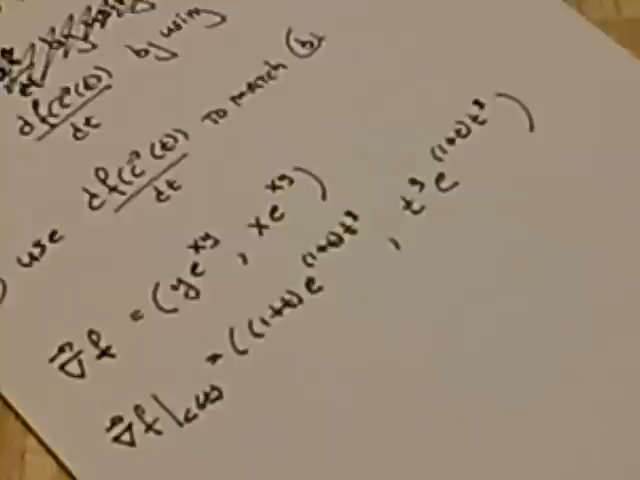 df(c⃗(t))/dt by using
use df(c⃗(t))/dt to match (b)
∇⃗f = (ye^xy, xe^xy)
∇⃗f|c(t) = ((1+t)e^(1+t)t³, t³e^(1+t)t³)